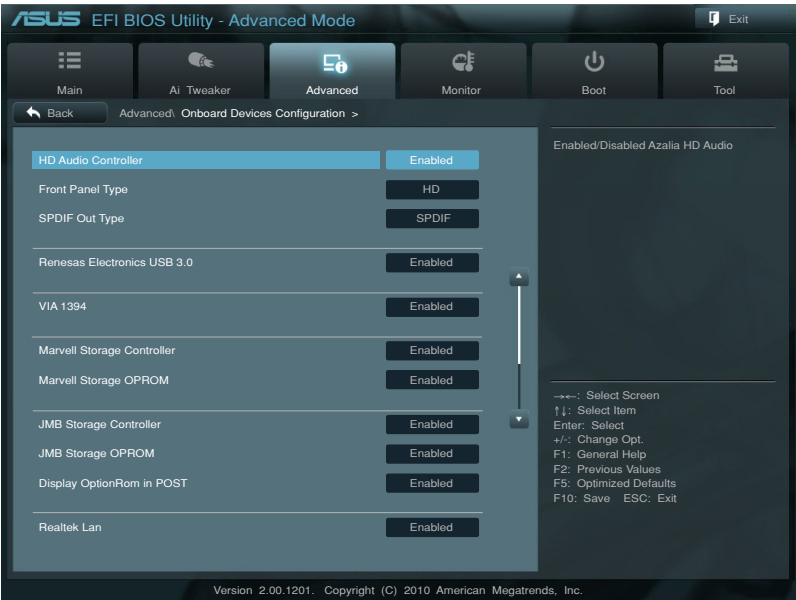 ASUS EFI BIOS Utility - Advanced Mode
Exit
Main
Ai Tweaker
Advanced
Monitor
Boot
Tool
Back
Advanced\ Onboard Devices Configuration >
Enabled/Disabled Azalia HD Audio
HD Audio Controller Enabled
Front Panel Type HD
SPDIF Out Type SPDIF
Renesas Electronics USB 3.0 Enabled
VIA 1394 Enabled
Marvell Storage Controller Enabled
Marvell Storage OPROM Enabled
JMB Storage Controller Enabled
JMB Storage OPROM Enabled
Display OptionRom in POST Enabled
Realtek Lan Enabled
→←: Select Screen
↑↓: Select Item
Enter: Select
+/-: Change Opt.
F1: General Help
F2: Previous Values
F5: Optimized Defaults
F10: Save ESC: Exit
Version 2.00.1201. Copyright (C) 2010 American Megatrends, Inc.